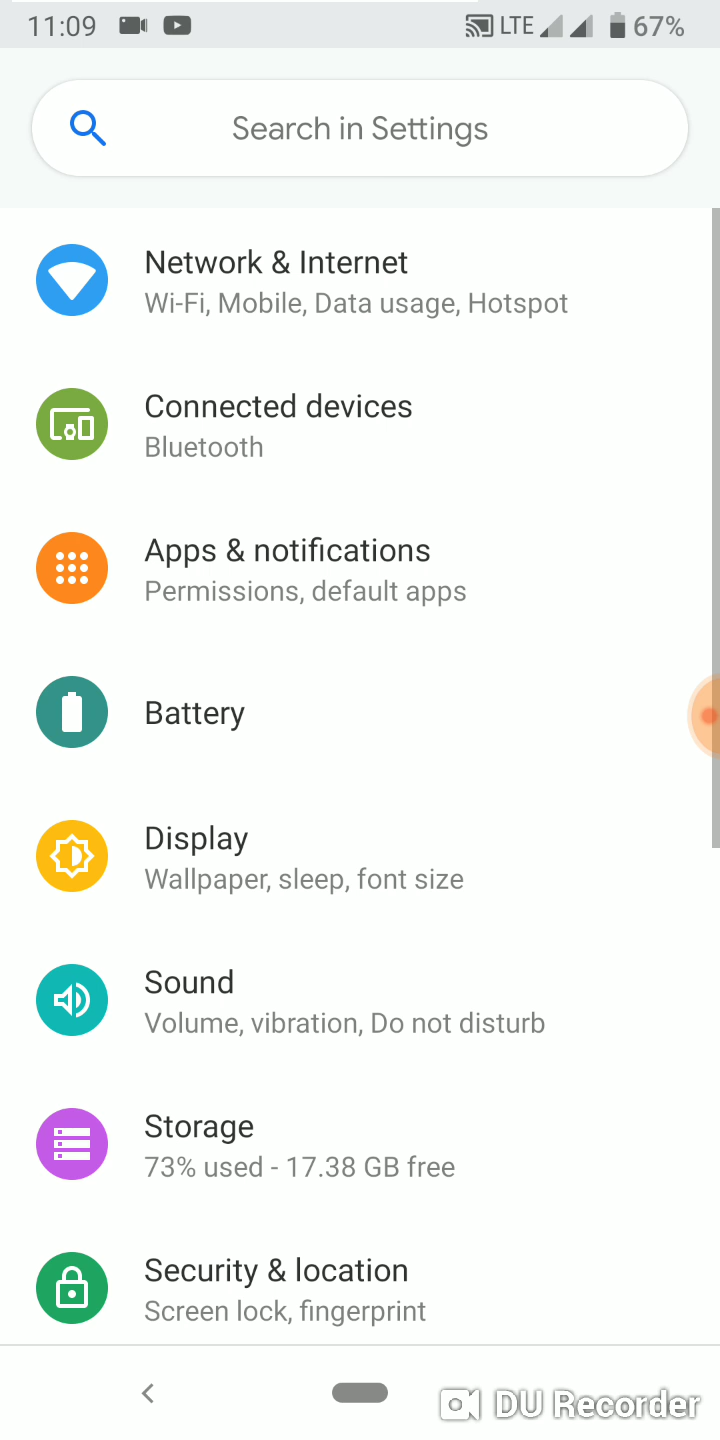 11:09 LTE 67%
Search in Settings
Network & Internet
Wi-Fi, Mobile, Data usage, Hotspot
Connected devices
Bluetooth
Apps & notifications
Permissions, default apps
Battery
Display
Wallpaper, sleep, font size
Sound
Volume, vibration, Do not disturb
Storage
73% used - 17.38 GB free
Security & location
Screen lock, fingerprint
DU Recorder